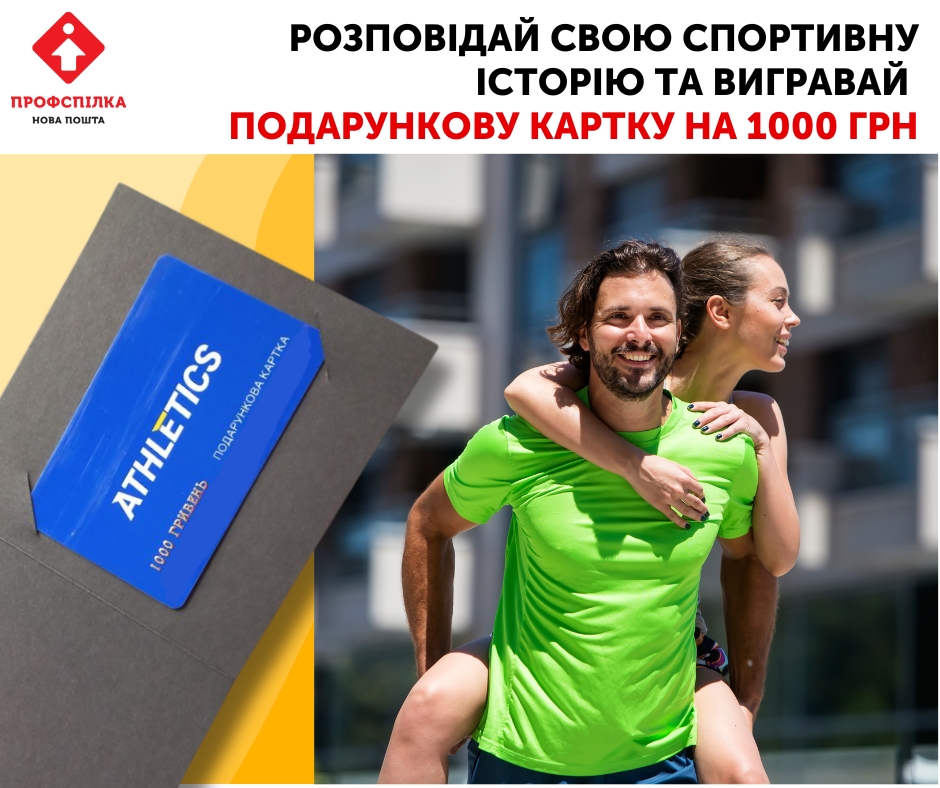 ПРОФСПІЛКА
НОВА ПОШТА
РОЗПОВІДАЙ СВОЮ СПОРТИВНУ
ІСТОРІЮ ТА ВИГРАВАЙ
ПОДАРУНКОВУ КАРТКУ НА 1000 ГРН
ATHLETICS
ПОДАРУНКОВА КАРТКА
1000 ГРИВЕНЬ